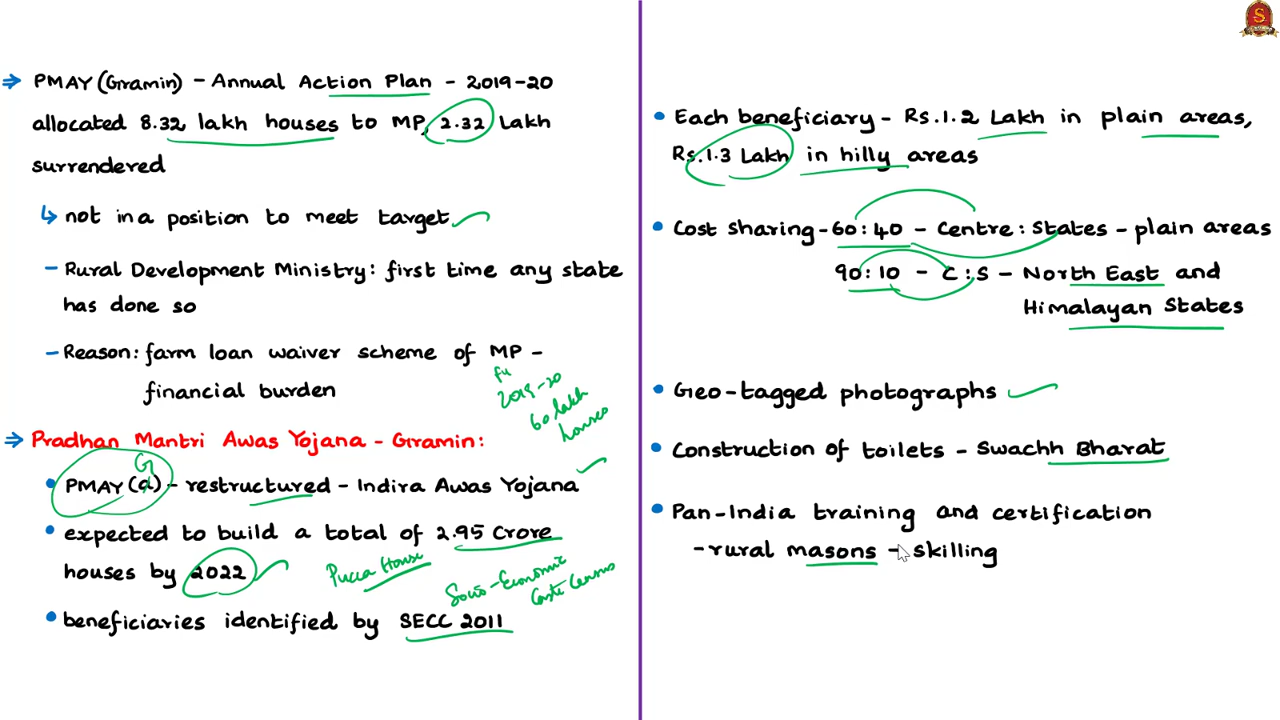 ⇒ PMAY (Gramin) - Annual Action Plan - 2019-20
allocated 8.32 lakh houses to MP, 2.32 Lakh
surrendered
↳ not in a position to meet target
- Rural Development Ministry: first time any state
has done so
- Reason: farm loan waiver scheme of MP -
financial burden
2019-20
60 lakh
houses
⇒ Pradhan Mantri Awas Yojana - Gramin:
G
• PMAY (G) - restructured - Indira Awas Yojana
• expected to build a total of 2.95 Crore
houses by 2022
Pucca House
Socio-Economic
Caste Census
• beneficiaries identified by SECC 2011
S
• Each beneficiary - Rs.1.2 Lakh in plain areas,
Rs.1.3 Lakh in hilly areas
• Cost sharing - 60:40 - Centre: States - plain areas
90:10 - C:S - North East and
Himalayan States
• Geo-tagged photographs
• Construction of toilets - Swachh Bharat
• Pan-India training and certification
- rural masons - skilling